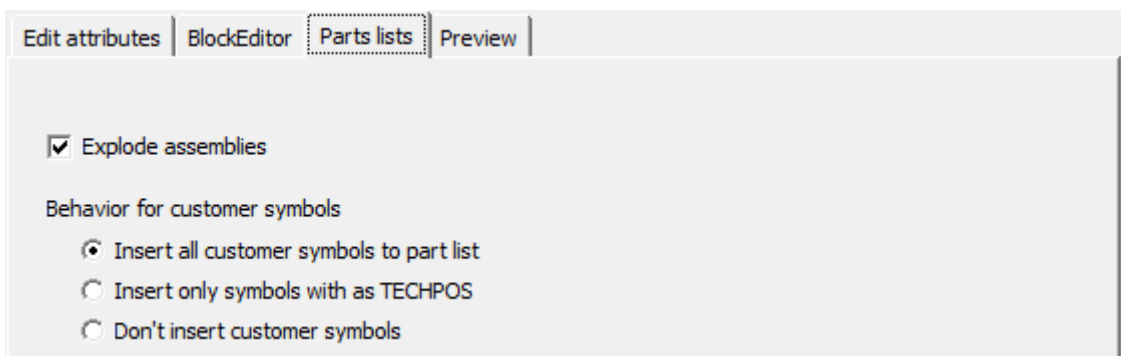 Edit attributes BlockEditor Parts lists Preview
Explode assemblies
Behavior for customer symbols
Insert all customer symbols to part list
Insert only symbols with as TECHPOS
Don't insert customer symbols